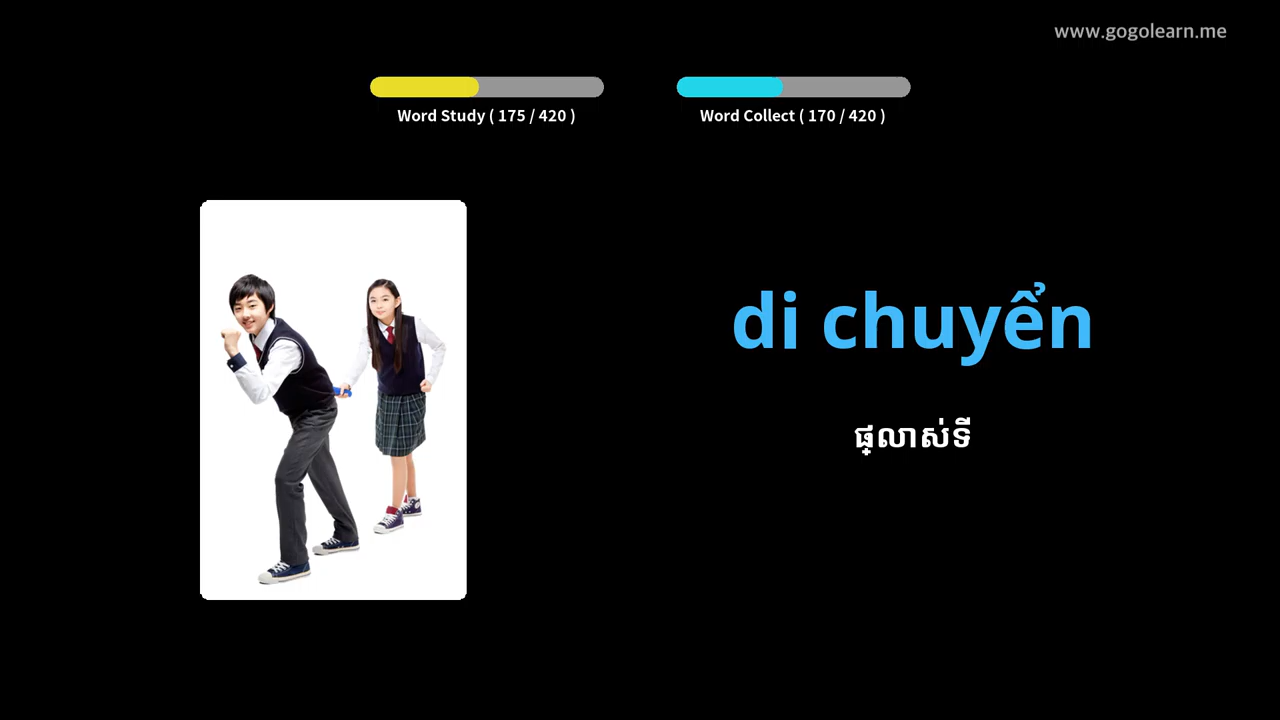 www.gogolearn.me
Word Study ( 175 / 420 )
Word Collect ( 170 / 420 )
di chuyển
ផ្លាស់ទី